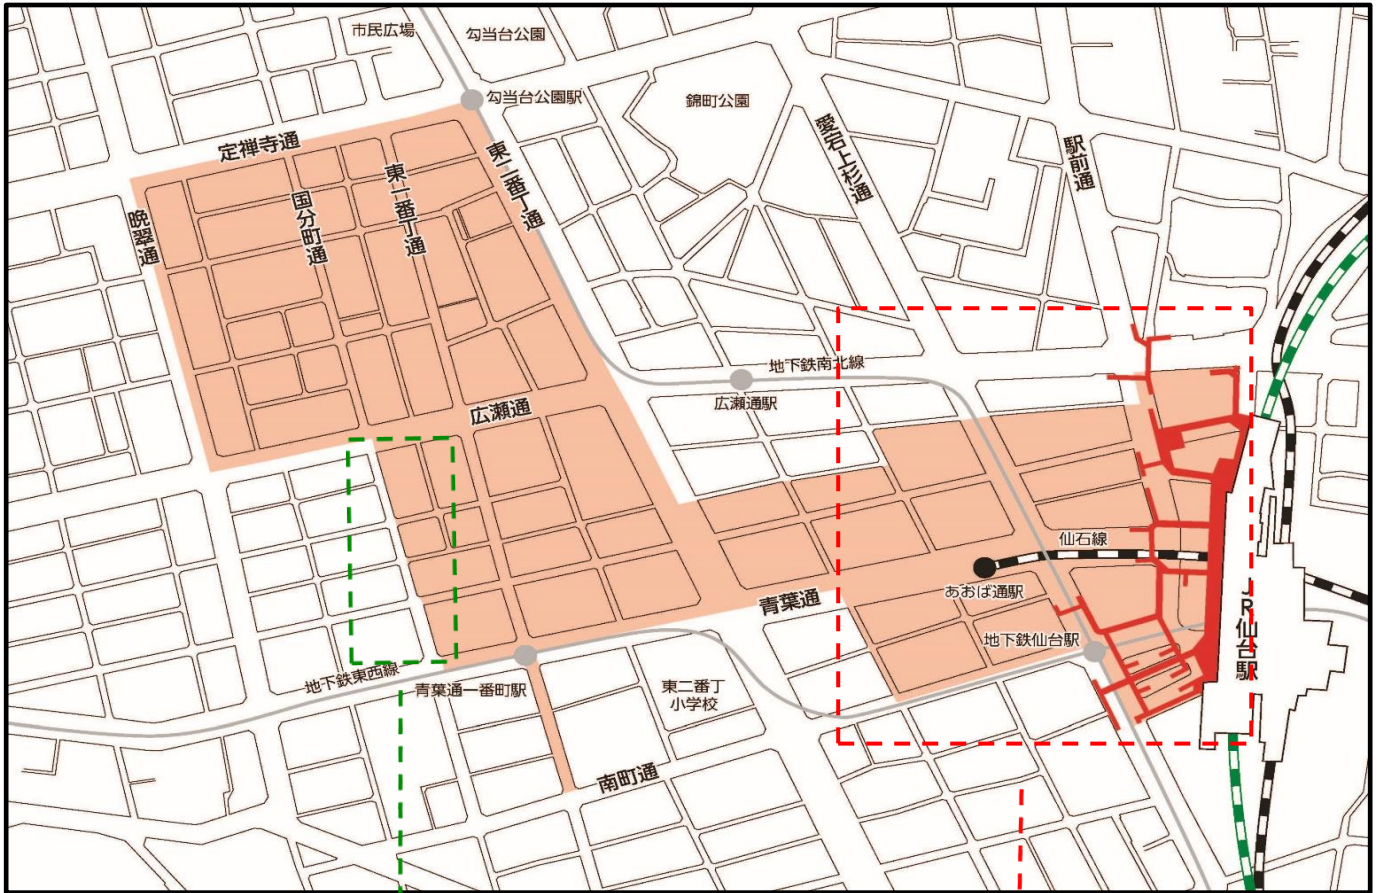 市民広場
勾当台公園
勾当台公園駅
錦町公園
愛宕上杉通
駅前通
定禅寺通
東二番丁通
東一番丁通
国分町通
晩翠通
地下鉄南北線
広瀬通駅
広瀬通
仙石線
あおば通駅
青葉通
地下鉄仙台駅
JR仙台駅
地下鉄東西線
青葉通一番町駅
東二番丁
小学校
南町通